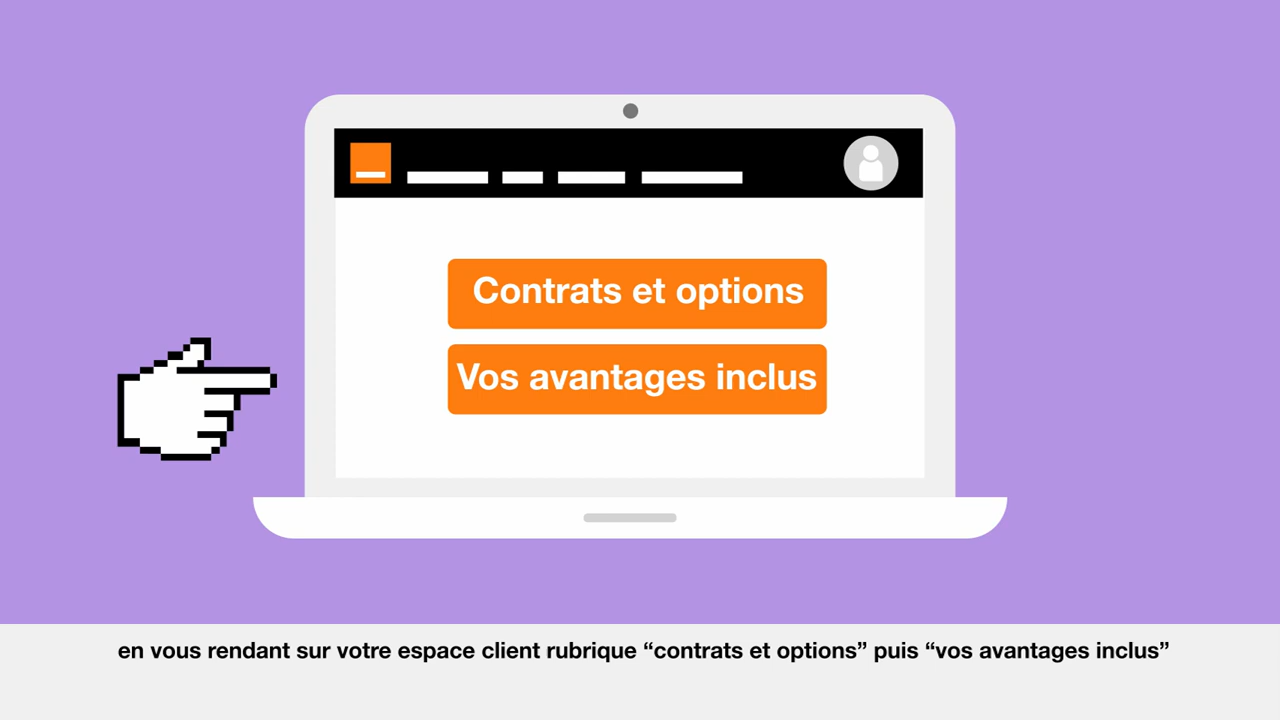 Contrats et options
Vos avantages inclus
en vous rendant sur votre espace client rubrique “contrats et options” puis “vos avantages inclus”